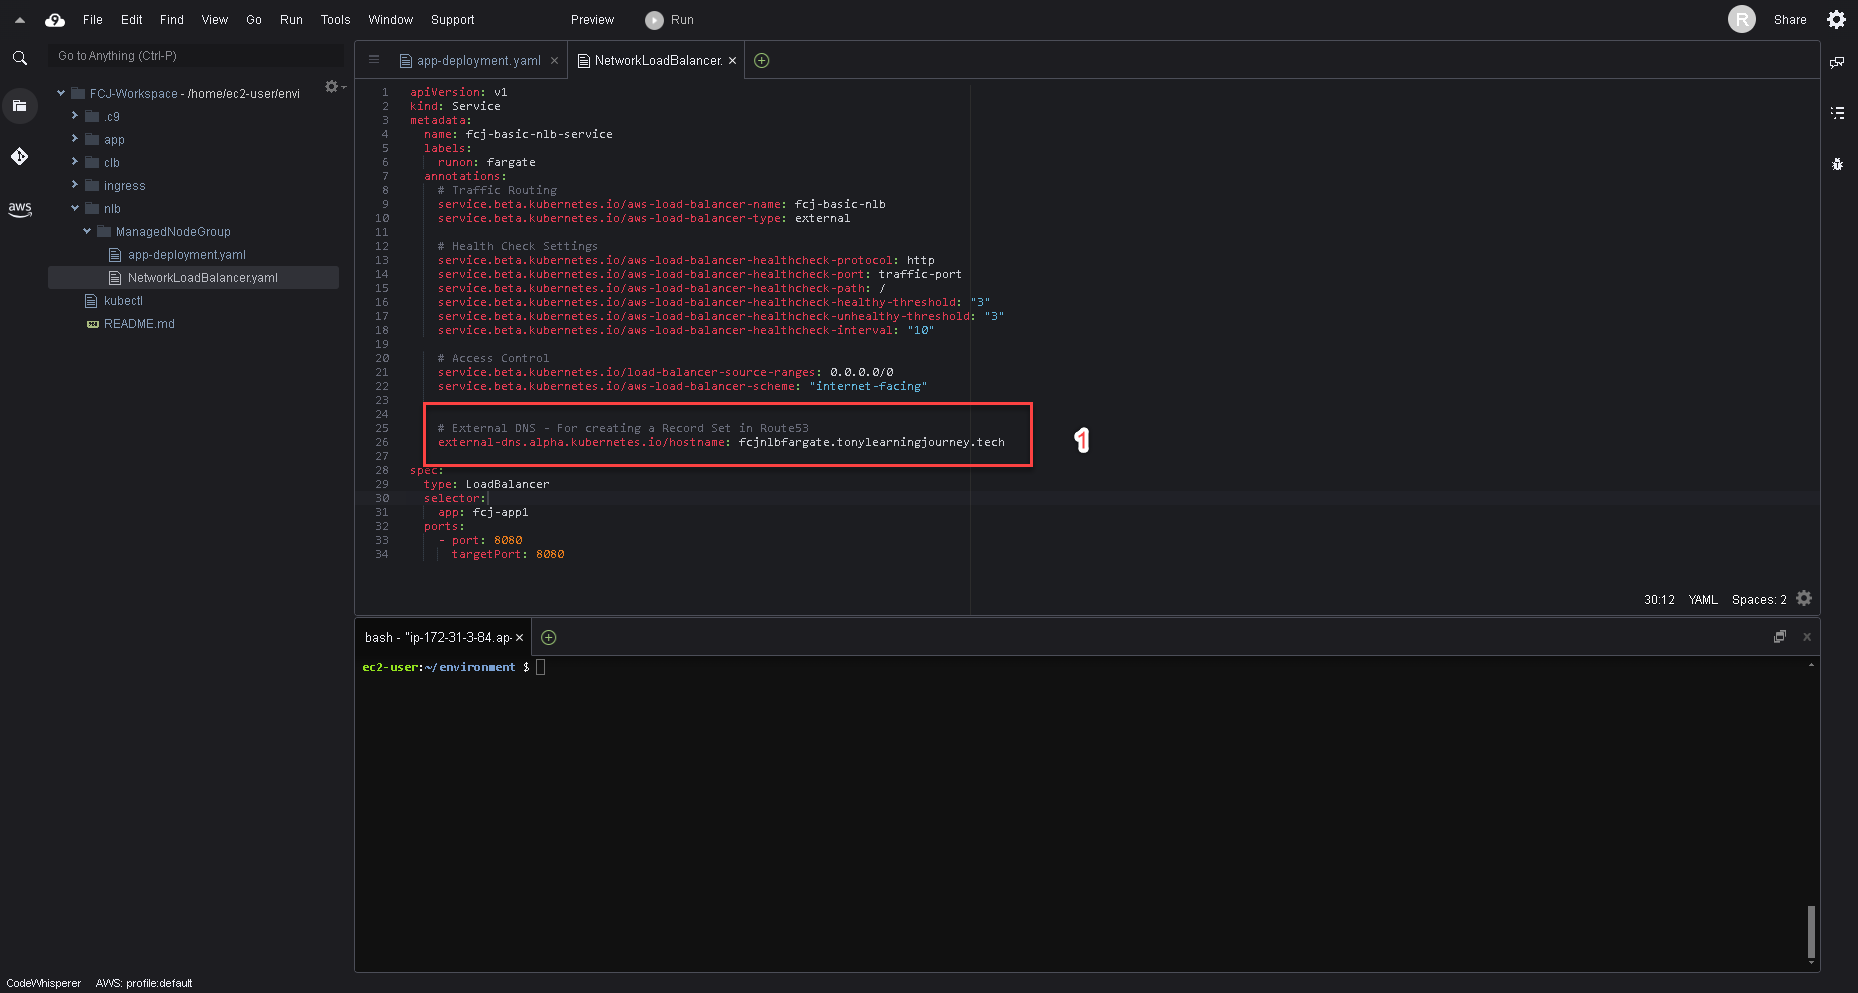 File Edit Find View Go Run Tools Window Support Preview Run R Share
Go to Anything (Ctrl-P)
FCJ-Workspace - /home/ec2-user/envi
.c9
app
clb
ingress
nlb
ManagedNodeGroup
app-deployment.yaml
NetworkLoadBalancer.yaml
kubectl
README.md
aws
app-deployment.yaml NetworkLoadBalancer.
1 apiVersion: v1
2 kind: Service
3 metadata:
4 name: fcj-basic-nlb-service
5 labels:
6 runon: fargate
7 annotations:
8 # Traffic Routing
9 service.beta.kubernetes.io/aws-load-balancer-name: fcj-basic-nlb
10 service.beta.kubernetes.io/aws-load-balancer-type: external
11
12 # Health Check Settings
13 service.beta.kubernetes.io/aws-load-balancer-healthcheck-protocol: http
14 service.beta.kubernetes.io/aws-load-balancer-healthcheck-port: traffic-port
15 service.beta.kubernetes.io/aws-load-balancer-healthcheck-path: /
16 service.beta.kubernetes.io/aws-load-balancer-healthcheck-healthy-threshold: "3"
17 service.beta.kubernetes.io/aws-load-balancer-healthcheck-unhealthy-threshold: "3"
18 service.beta.kubernetes.io/aws-load-balancer-healthcheck-interval: "10"
19
20 # Access Control
21 service.beta.kubernetes.io/load-balancer-source-ranges: 0.0.0.0/0
22 service.beta.kubernetes.io/aws-load-balancer-scheme: "internet-facing"
23
24
25 # External DNS - For creating a Record Set in Route53
26 external-dns.alpha.kubernetes.io/hostname: fcjnlbfargate.tonylearningjourney.tech
27
28 spec:
29 type: LoadBalancer
30 selector:
31 app: fcj-app1
32 ports:
33 - port: 8080
34 targetPort: 8080
1
30:12 YAML Spaces: 2
bash - "ip-172-31-3-84.ap-
ec2-user:~/environment $
CodeWhisperer AWS: profile:default